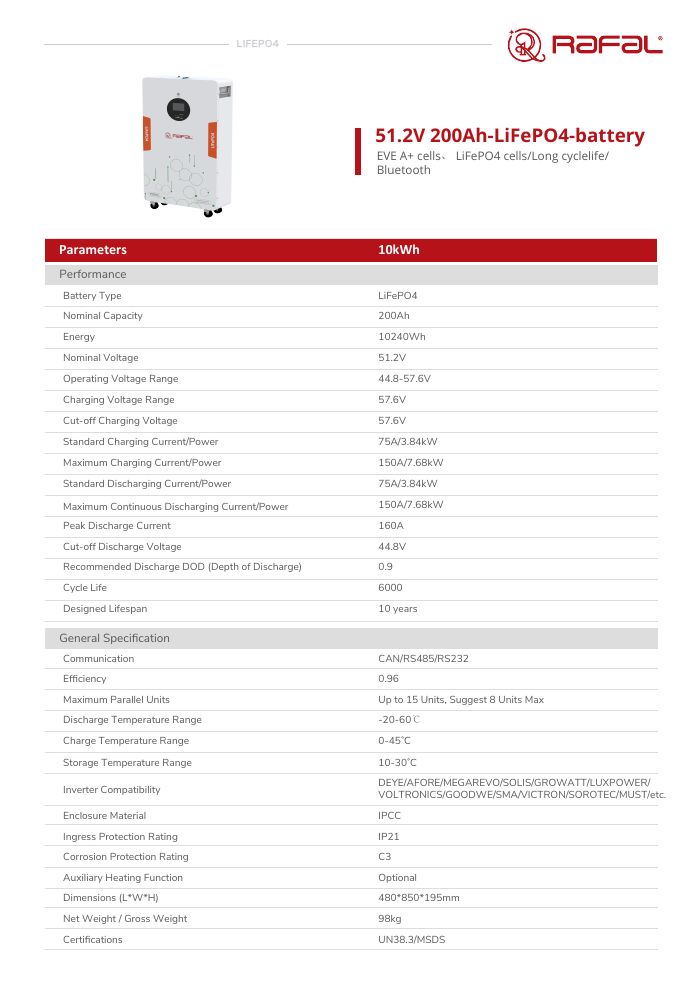 LIFEPO4
RAFAL®
RAFAL
51.2V 200Ah-LiFePO4-battery
EVE A+ cells、 LiFePO4 cells/Long cyclelife/
Bluetooth
Parameters 10kWh
Performance
Battery Type LiFePO4
Nominal Capacity 200Ah
Energy 10240Wh
Nominal Voltage 51.2V
Operating Voltage Range 44.8-57.6V
Charging Voltage Range 57.6V
Cut-off Charging Voltage 57.6V
Standard Charging Current/Power 75A/3.84kW
Maximum Charging Current/Power 150A/7.68kW
Standard Discharging Current/Power 75A/3.84kW
Maximum Continuous Discharging Current/Power 150A/7.68kW
Peak Discharge Current 160A
Cut-off Discharge Voltage 44.8V
Recommended Discharge DOD (Depth of Discharge) 0.9
Cycle Life 6000
Designed Lifespan 10 years
General Specification
Communication CAN/RS485/RS232
Efficiency 0.96
Maximum Parallel Units Up to 15 Units, Suggest 8 Units Max
Discharge Temperature Range -20-60℃
Charge Temperature Range 0-45°C
Storage Temperature Range 10-30°C
Inverter Compatibility DEYE/AFORE/MEGAREVO/SOLIS/GROWATT/LUXPOWER/
VOLTRONICS/GOODWE/SMA/VICTRON/SOROTEC/MUST/etc.
Enclosure Material IPCC
Ingress Protection Rating IP21
Corrosion Protection Rating C3
Auxiliary Heating Function Optional
Dimensions (L*W*H) 480*850*195mm
Net Weight / Gross Weight 98kg
Certifications UN38.3/MSDS